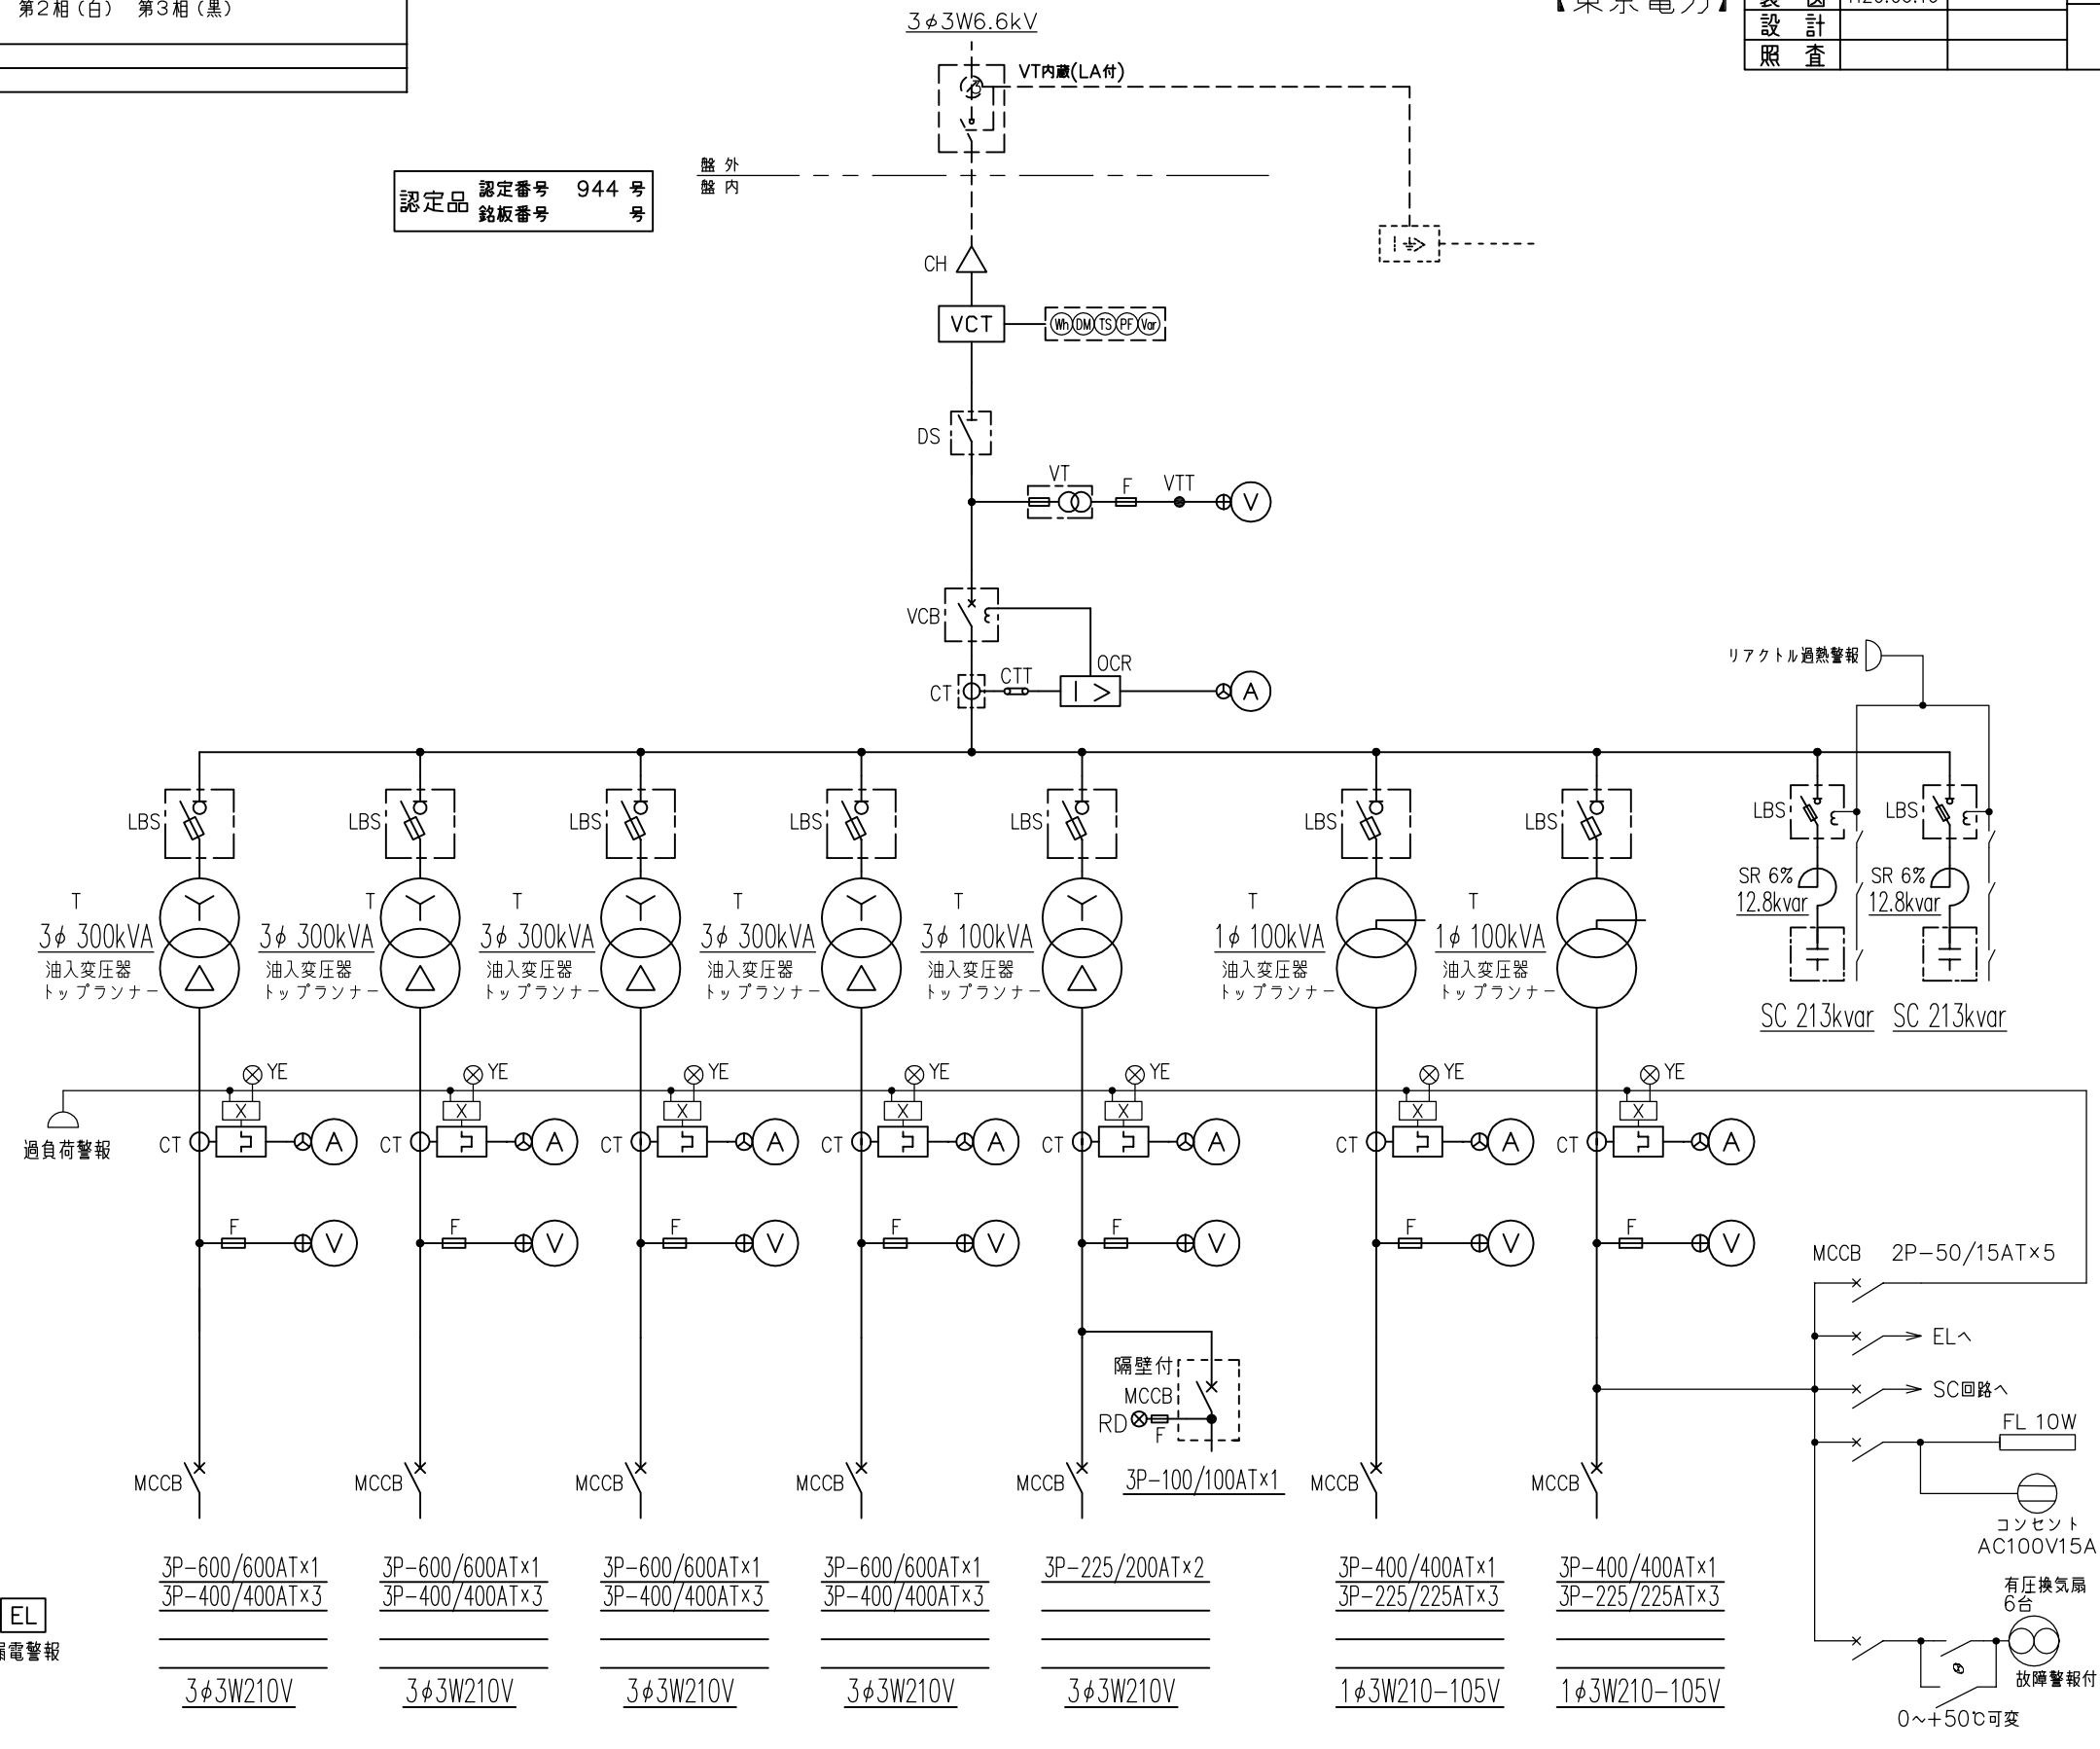 第2相(白) 第3相(黒)
3φ3W6.6kV
【東京電力】
製 図
設 計
照 査
VT内蔵(LA付)
盤 外
盤 内
認定品
認定番号 944 号
銘板番号 号
I >
CH
VCT
Wh DM TS PF Var
DS
VT
F
VTT
V
VCB
OCR
CTT
CT
I >
A
リアクトル過熱警報
LBS LBS LBS LBS LBS LBS LBS LBS LBS
SR 6% SR 6%
12.8kvar 12.8kvar
T T T T T T T
3φ 300kVA 3φ 300kVA 3φ 300kVA 3φ 300kVA 3φ 100kVA 1φ 100kVA 1φ 100kVA
油入変圧器 油入変圧器 油入変圧器 油入変圧器 油入変圧器 油入変圧器 油入変圧器
トップランナー トップランナー トップランナー トップランナー トップランナー トップランナー トップランナー
SC 213kvar SC 213kvar
YE YE YE YE YE YE YE
X X X X X X X
過負荷警報
CT A CT A CT A CT A CT A CT A CT A
F V F V F V F V F V F V F V
MCCB 2P-50/15AT×5
ELへ
隔壁付
MCCB
RD
F
SC回路へ
FL 10W
MCCB MCCB MCCB MCCB MCCB MCCB MCCB
3P-100/100AT×1
コンセント
AC100V15A
3P-600/600AT×1 3P-600/600AT×1 3P-600/600AT×1 3P-600/600AT×1 3P-225/200AT×2 3P-400/400AT×1 3P-400/400AT×1
3P-400/400AT×3 3P-400/400AT×3 3P-400/400AT×3 3P-400/400AT×3 3P-225/225AT×3 3P-225/225AT×3
有圧換気扇
6台
EL
漏電警報
θ
故障警報付
3φ3W210V 3φ3W210V 3φ3W210V 3φ3W210V 3φ3W210V 1φ3W210-105V 1φ3W210-105V
0~+50℃可変